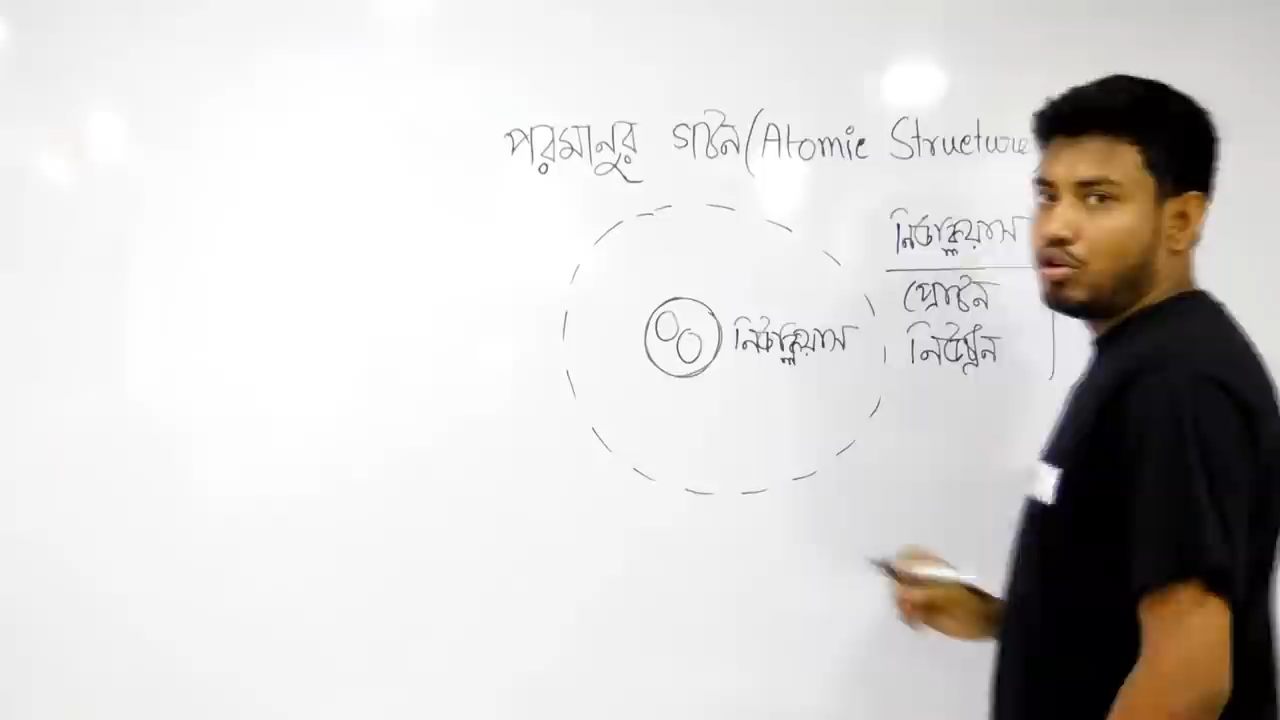 পরমানুর গঠন (Atomic Structure
নিউক্লিয়াস
প্রোটন
নিউট্রন
নিউক্লিয়াস